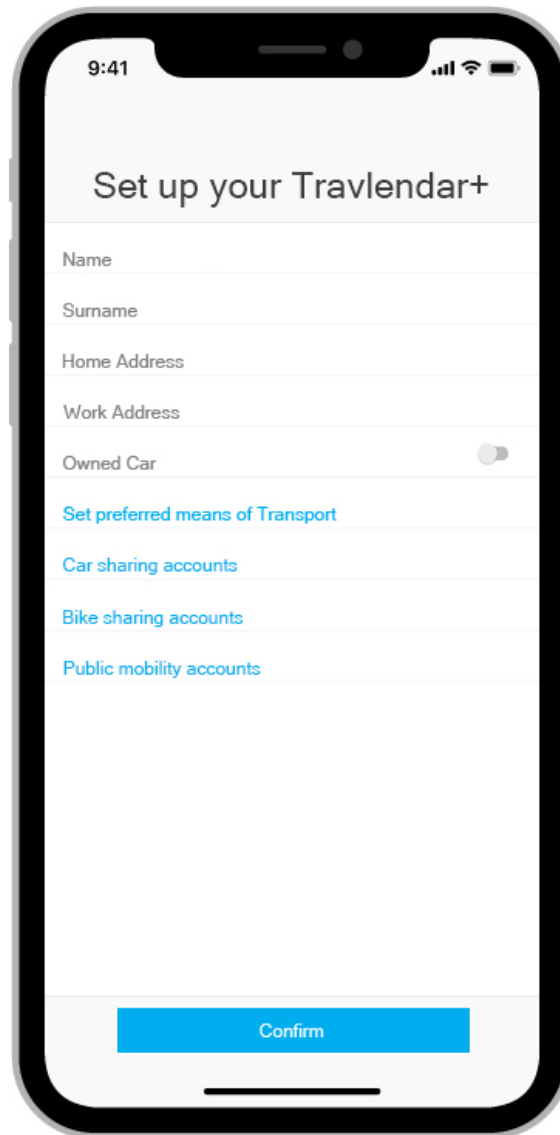 9:41
Set up your Travlendar+
Name
Surname
Home Address
Work Address
Owned Car
Set preferred means of Transport
Car sharing accounts
Bike sharing accounts
Public mobility accounts
Confirm